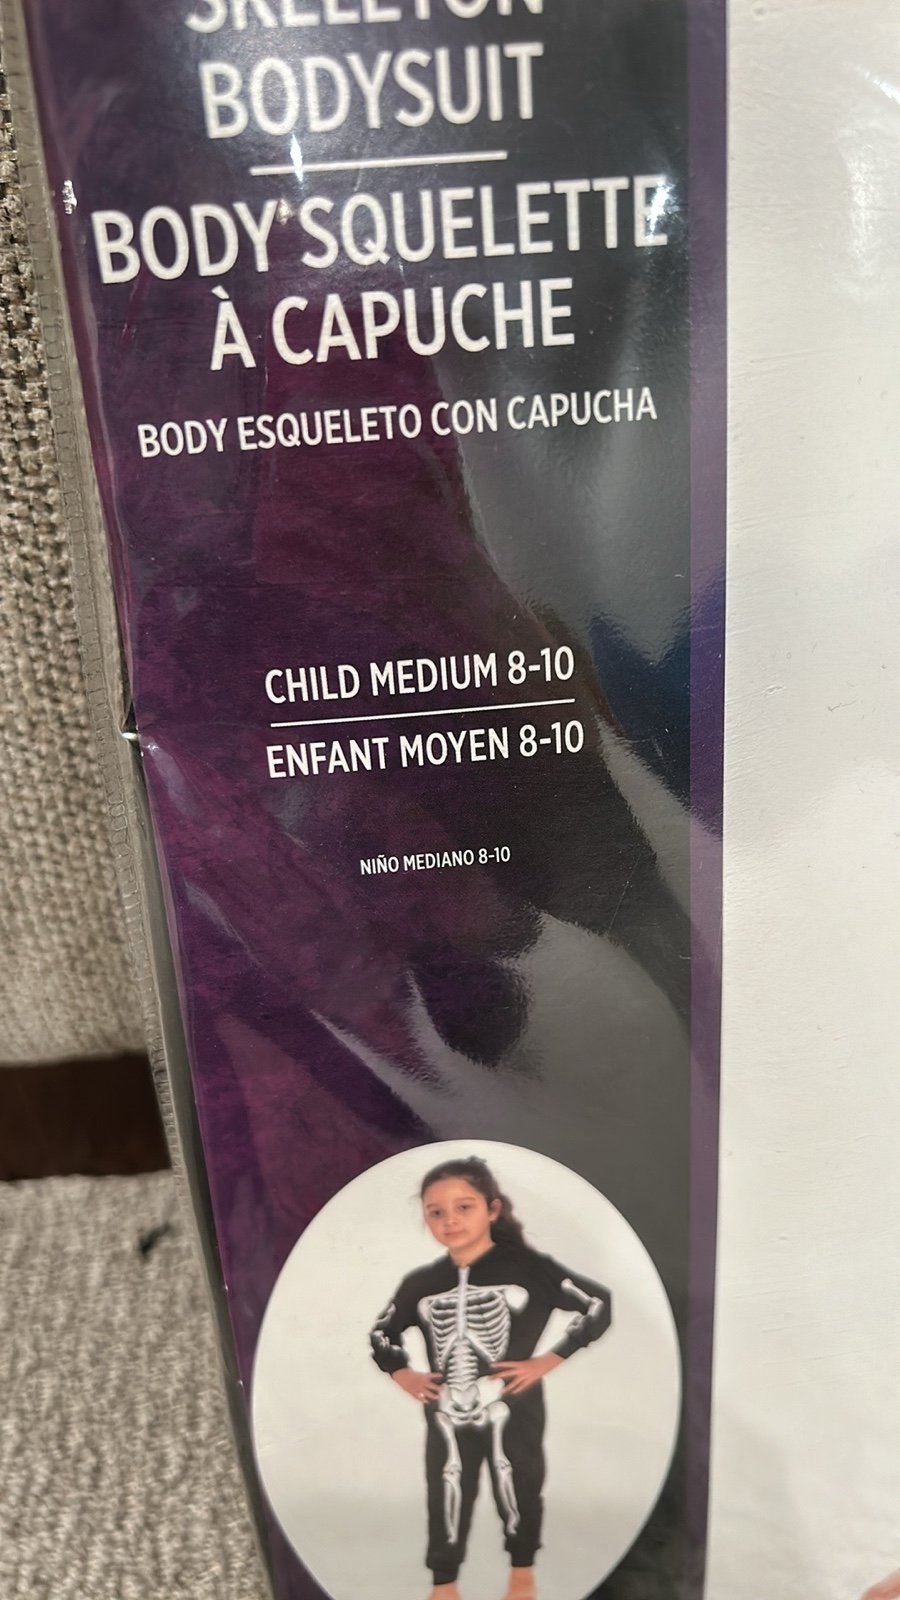 SKELETON
BODYSUIT
BODY SQUELETTE
À CAPUCHE
BODY ESQUELETO CON CAPUCHA
CHILD MEDIUM 8-10
ENFANT MOYEN 8-10
NIÑO MEDIANO 8-10